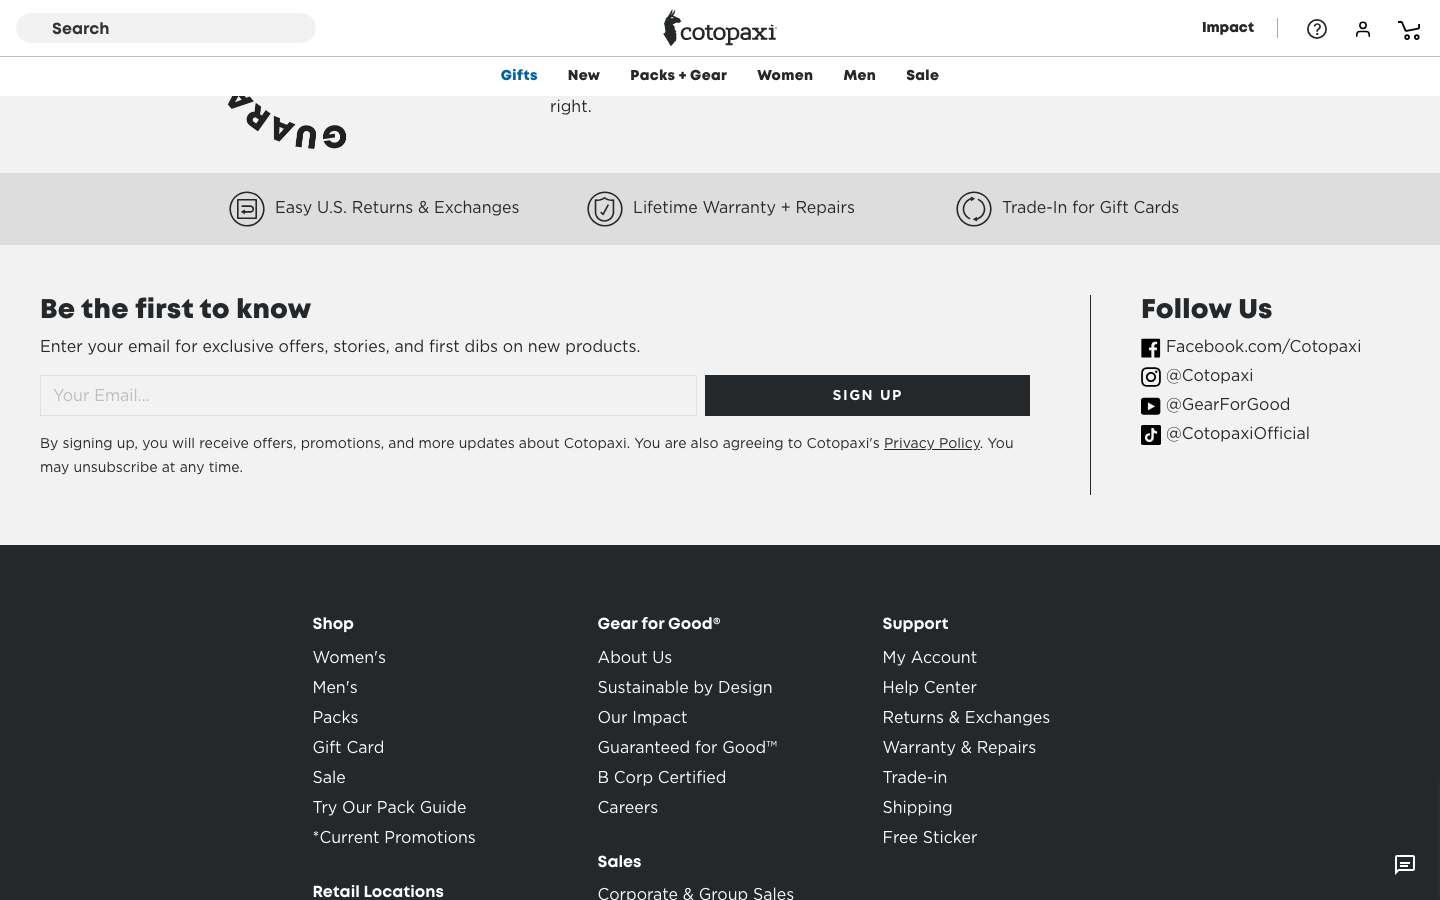 Search
cotopaxi
Impact
Gifts New Packs + Gear Women Men Sale
right.
GUARA
Easy U.S. Returns & Exchanges
Lifetime Warranty + Repairs
Trade-In for Gift Cards
Be the first to know
Enter your email for exclusive offers, stories, and first dibs on new products.
Your Email...
SIGN UP
By signing up, you will receive offers, promotions, and more updates about Cotopaxi. You are also agreeing to Cotopaxi's Privacy Policy. You
may unsubscribe at any time.
Follow Us
Facebook.com/Cotopaxi
@Cotopaxi
@GearForGood
@CotopaxiOfficial
Shop
Women's
Men's
Packs
Gift Card
Sale
Try Our Pack Guide
*Current Promotions
Retail Locations
Gear for Good®
About Us
Sustainable by Design
Our Impact
Guaranteed for Good™
B Corp Certified
Careers
Sales
Corporate & Group Sales
Support
My Account
Help Center
Returns & Exchanges
Warranty & Repairs
Trade-in
Shipping
Free Sticker